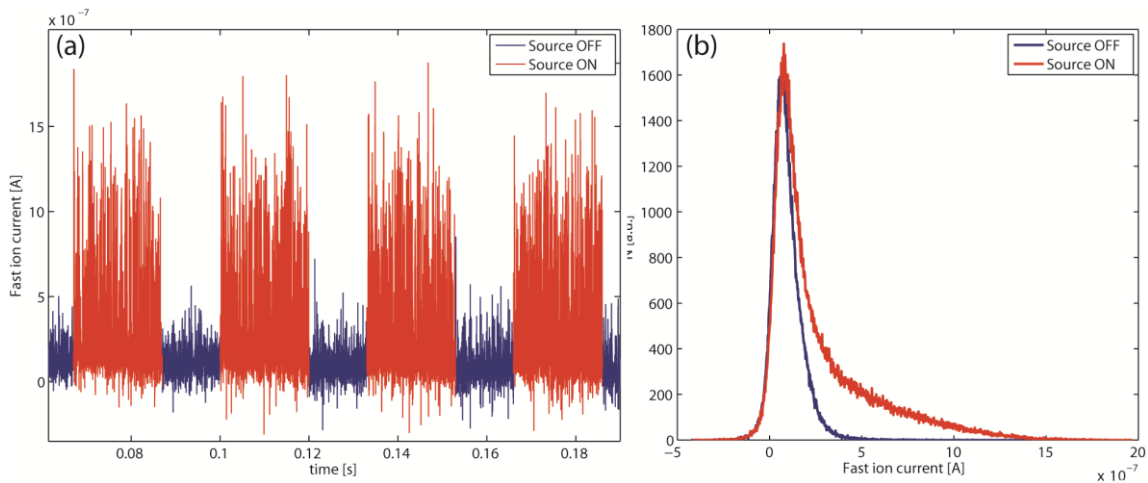 x 10⁻⁷
(a)
Source OFF
Source ON
15
10
5
0
Fast ion current [A]
0.08
0.1
0.12
0.14
0.16
0.18
time [s]
(b)
Source OFF
Source ON
1800
1600
1400
1200
1000
800
600
400
200
0
N [a.u.]
−5
0
5
10
15
20
Fast ion current [A]
x 10⁻⁷